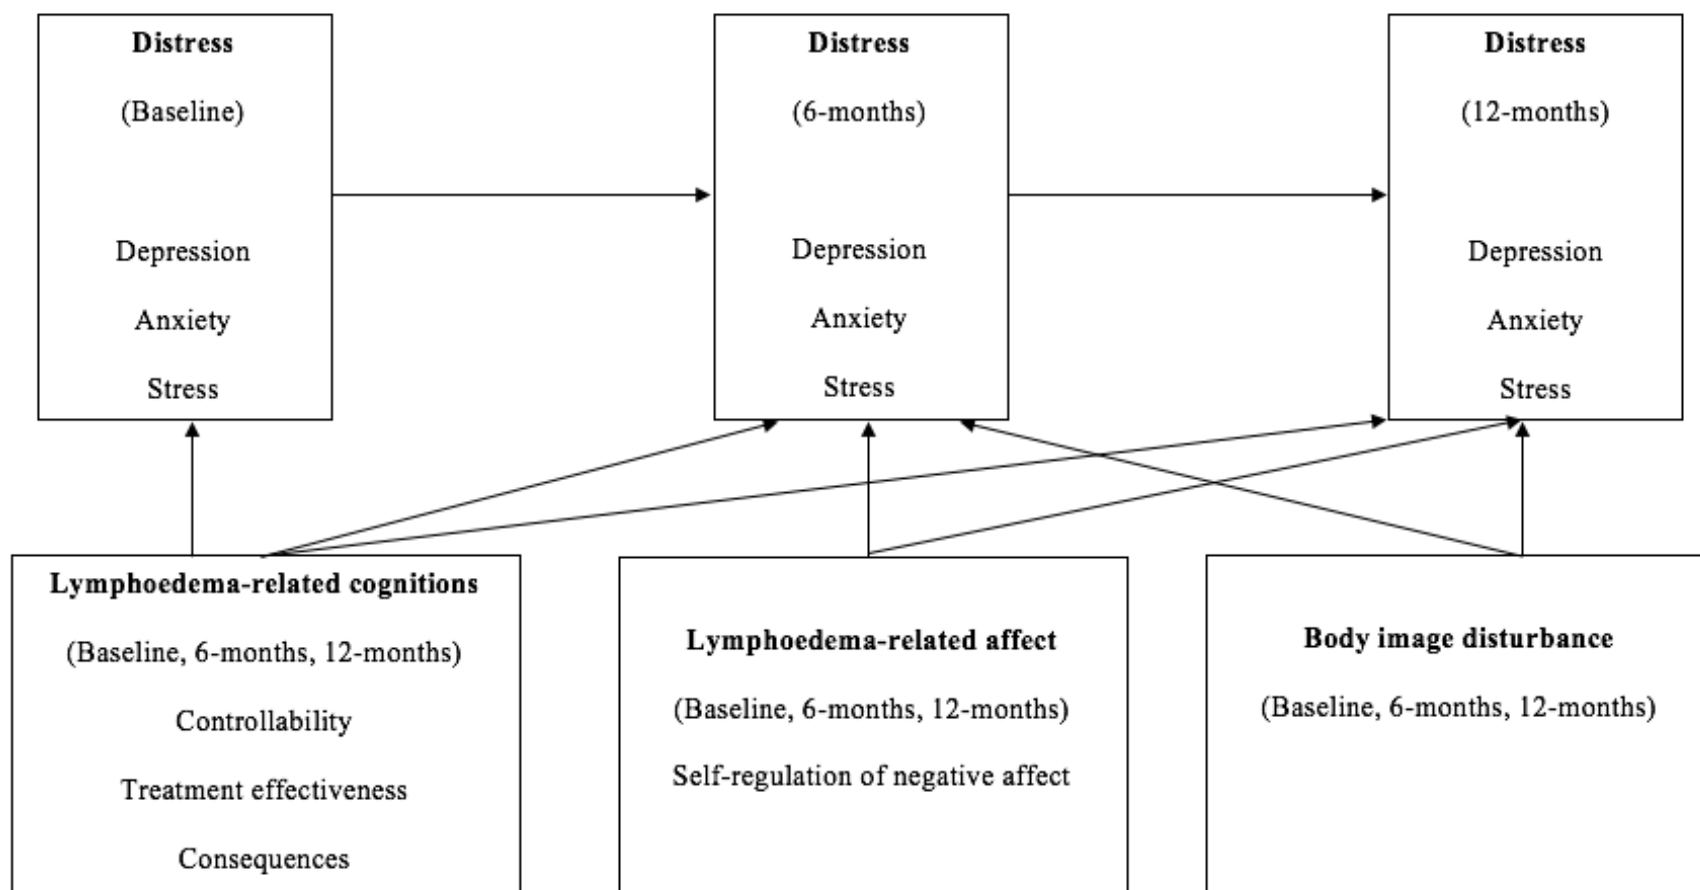 Distress
(Baseline)
Depression
Anxiety
Stress
Distress
(6-months)
Depression
Anxiety
Stress
Distress
(12-months)
Depression
Anxiety
Stress
Lymphoedema-related cognitions
(Baseline, 6-months, 12-months)
Controllability
Treatment effectiveness
Consequences
Lymphoedema-related affect
(Baseline, 6-months, 12-months)
Self-regulation of negative affect
Body image disturbance
(Baseline, 6-months, 12-months)